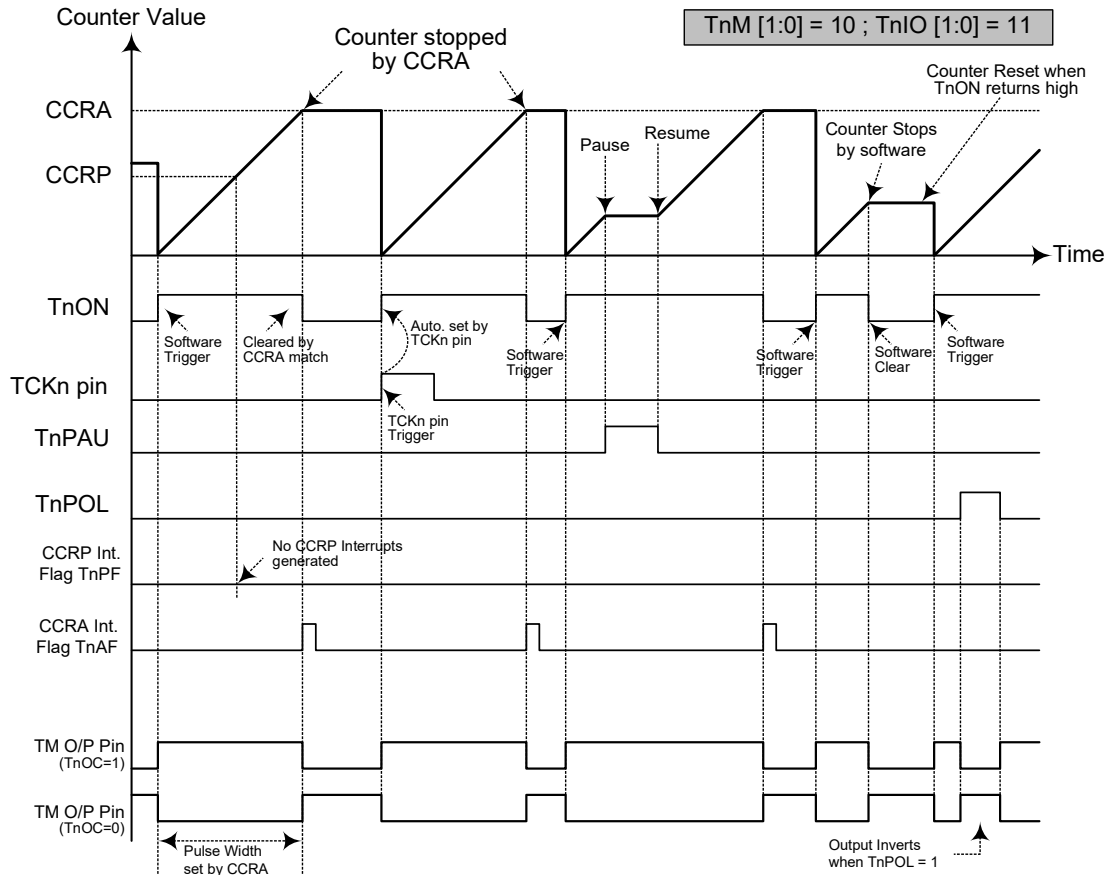 Counter Value
TnM [1:0] = 10 ; TnIO [1:0] = 11
Counter stopped
by CCRA
Counter Reset when
TnON returns high
CCRA
Pause
Resume
Counter Stops
by software
CCRP
Time
TnON
Software
Trigger
Cleared by
CCRA match
Auto. set by
TCKn pin
Software
Trigger
Software
Trigger
Software
Clear
Software
Trigger
TCKn pin
TCKn pin
Trigger
TnPAU
TnPOL
CCRP Int.
Flag TnPF
No CCRP Interrupts
generated
CCRA Int.
Flag TnAF
TM O/P Pin
(TnOC=1)
TM O/P Pin
(TnOC=0)
Pulse Width
set by CCRA
Output Inverts
when TnPOL = 1